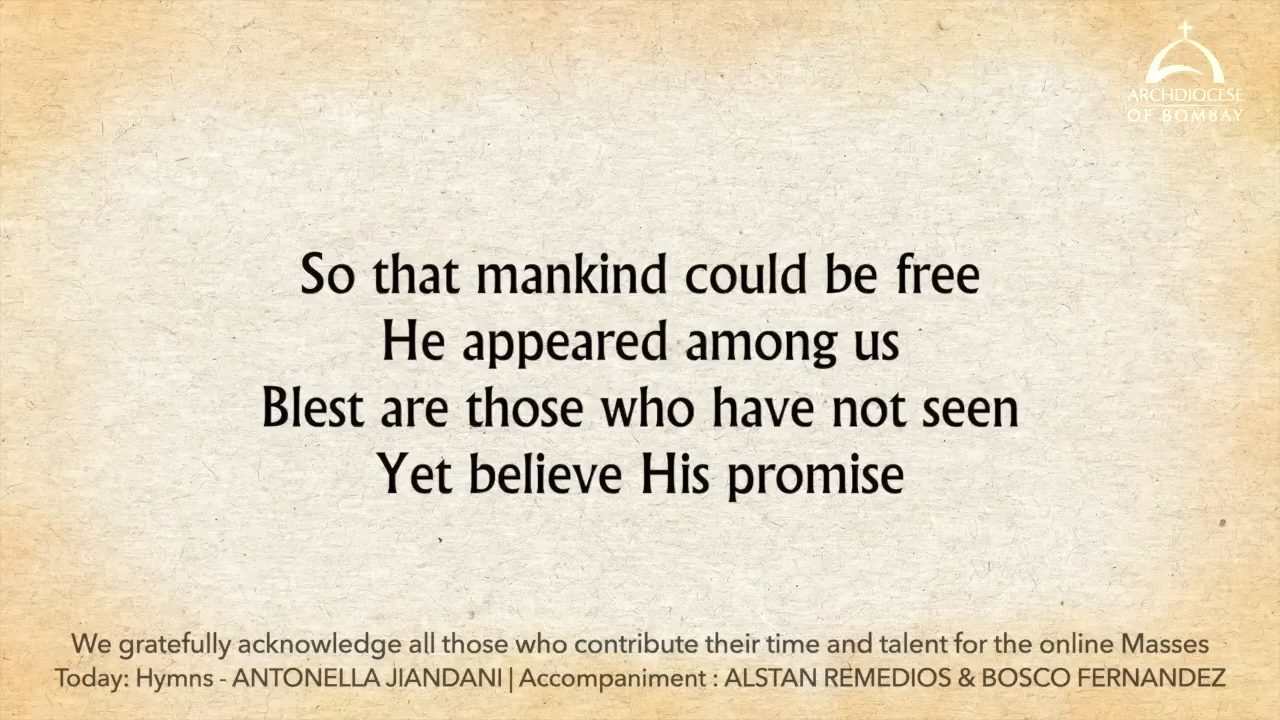 ARCHDIOCESE
OF BOMBAY
So that mankind could be free
He appeared among us
Blest are those who have not seen
Yet believe His promise
We gratefully acknowledge all those who contribute their time and talent for the online Masses
Today: Hymns - ANTONELLA JIANDANI | Accompaniment : ALSTAN REMEDIOS & BOSCO FERNANDEZ